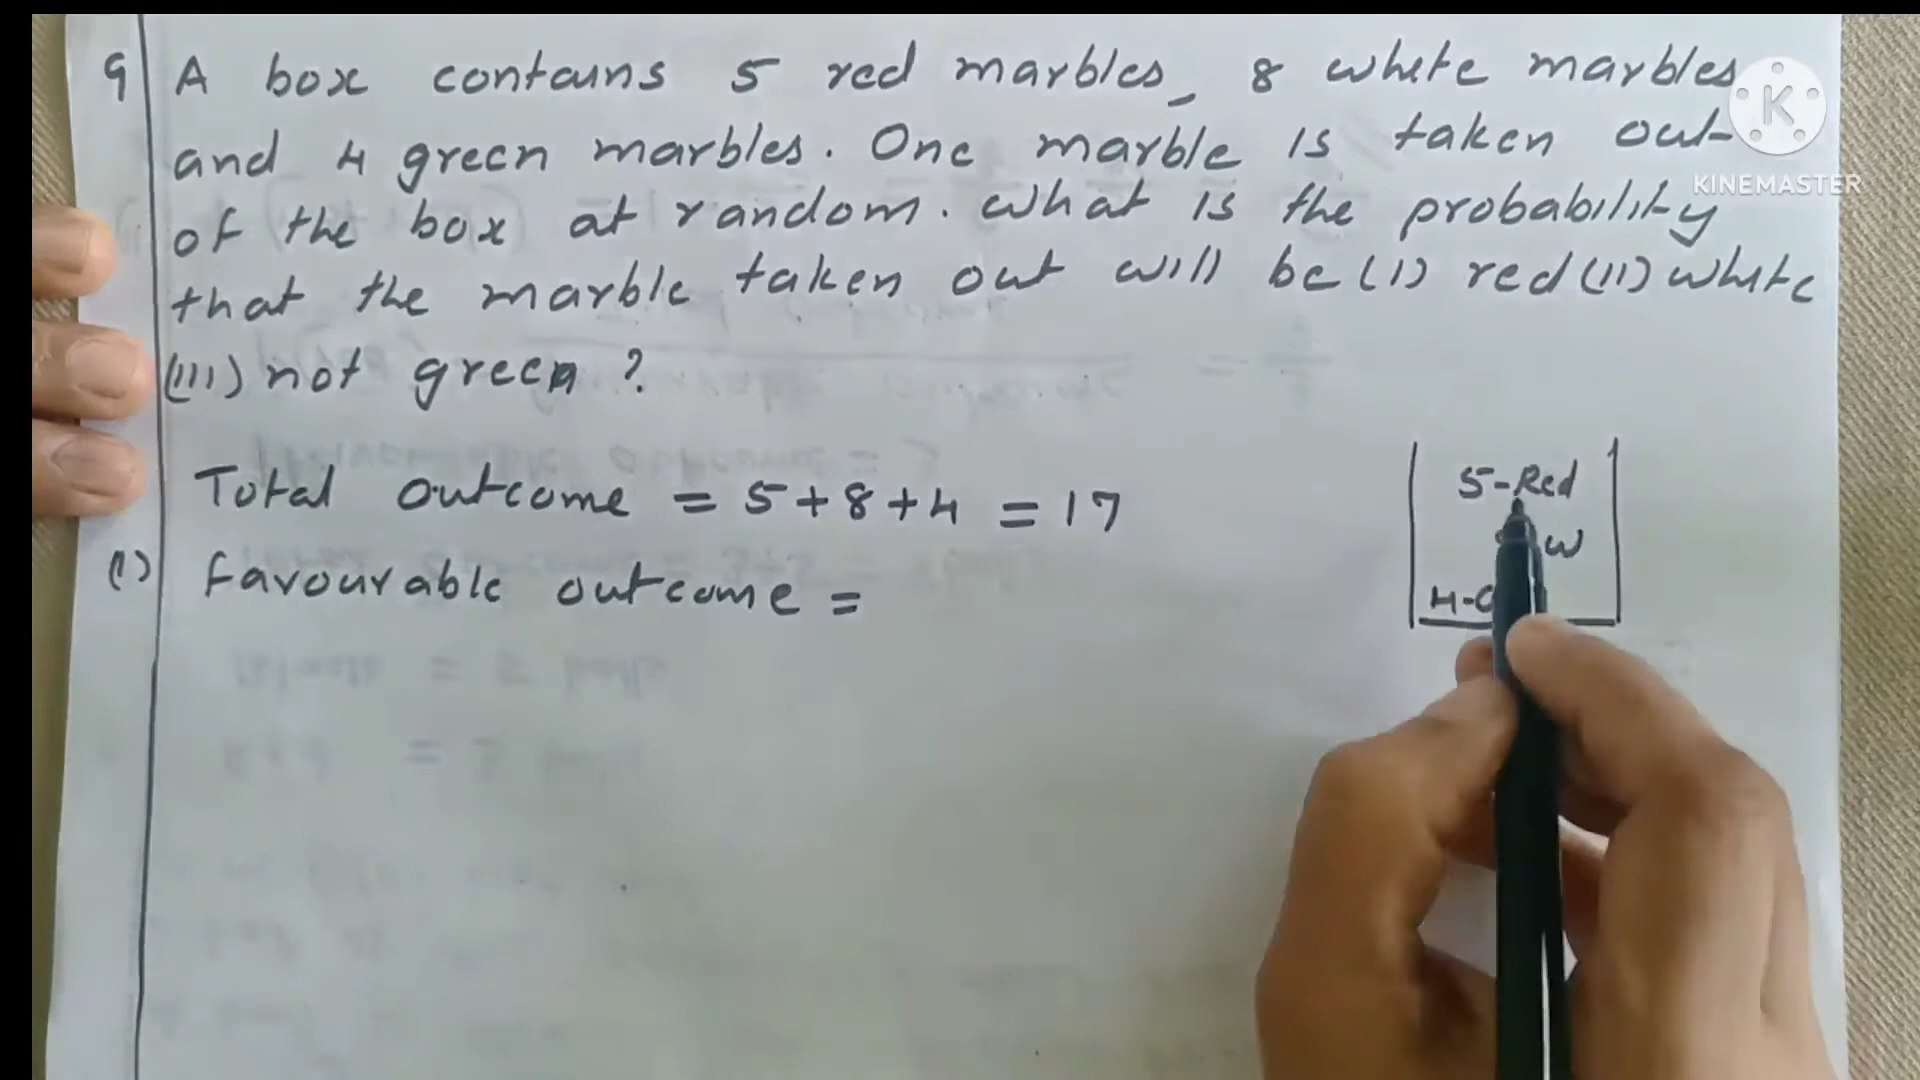 9 A box contains 5 red marbles, 8 white marbles
and 4 green marbles. One marble is taken out
of the box at random. What is the probability
that the marble taken out will be (i) red (ii) white
(iii) not green ?
Total outcome = 5+8+4 = 17
(i) Favourable outcome =
5-Red
W
4-G
K
KINEMASTER